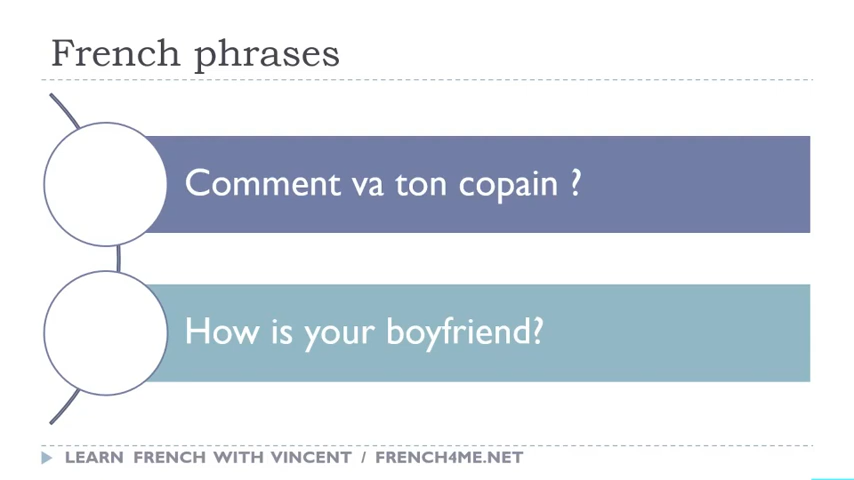 French phrases
Comment va ton copain ?
How is your boyfriend?
LEARN FRENCH WITH VINCENT / FRENCH4ME.NET